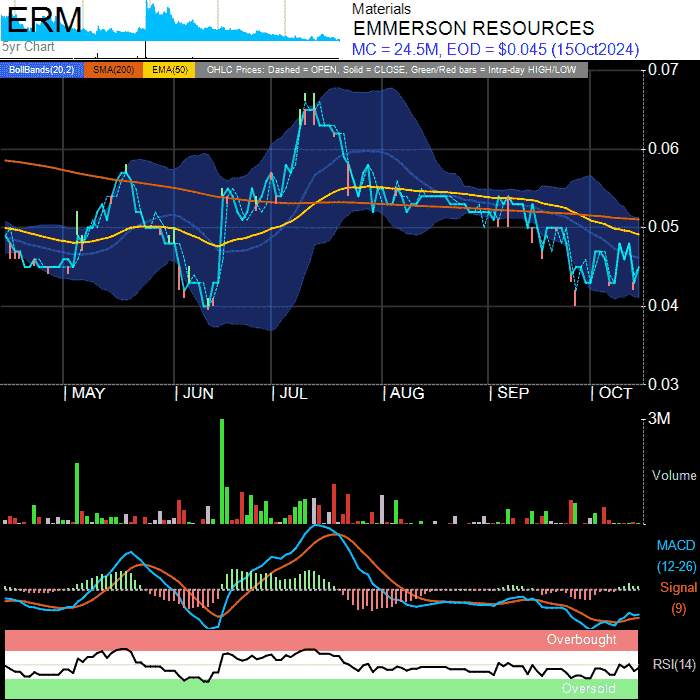 ERM
5yr Chart
Materials
EMMERSON RESOURCES
MC = 24.5M, EOD = $0.045 (15Oct2024)
BollBands(20,2) SMA(200) EMA(50) OHLC Prices: Dashed = OPEN, Solid = CLOSE, Green/Red bars = Intra-day HIGH/LOW
0.07
0.06
0.05
0.04
0.03
| MAY | JUN | JUL | AUG | SEP | OCT
3M
Volume
MACD
(12-26)
Signal
(9)
Overbought
RSI(14)
Oversold